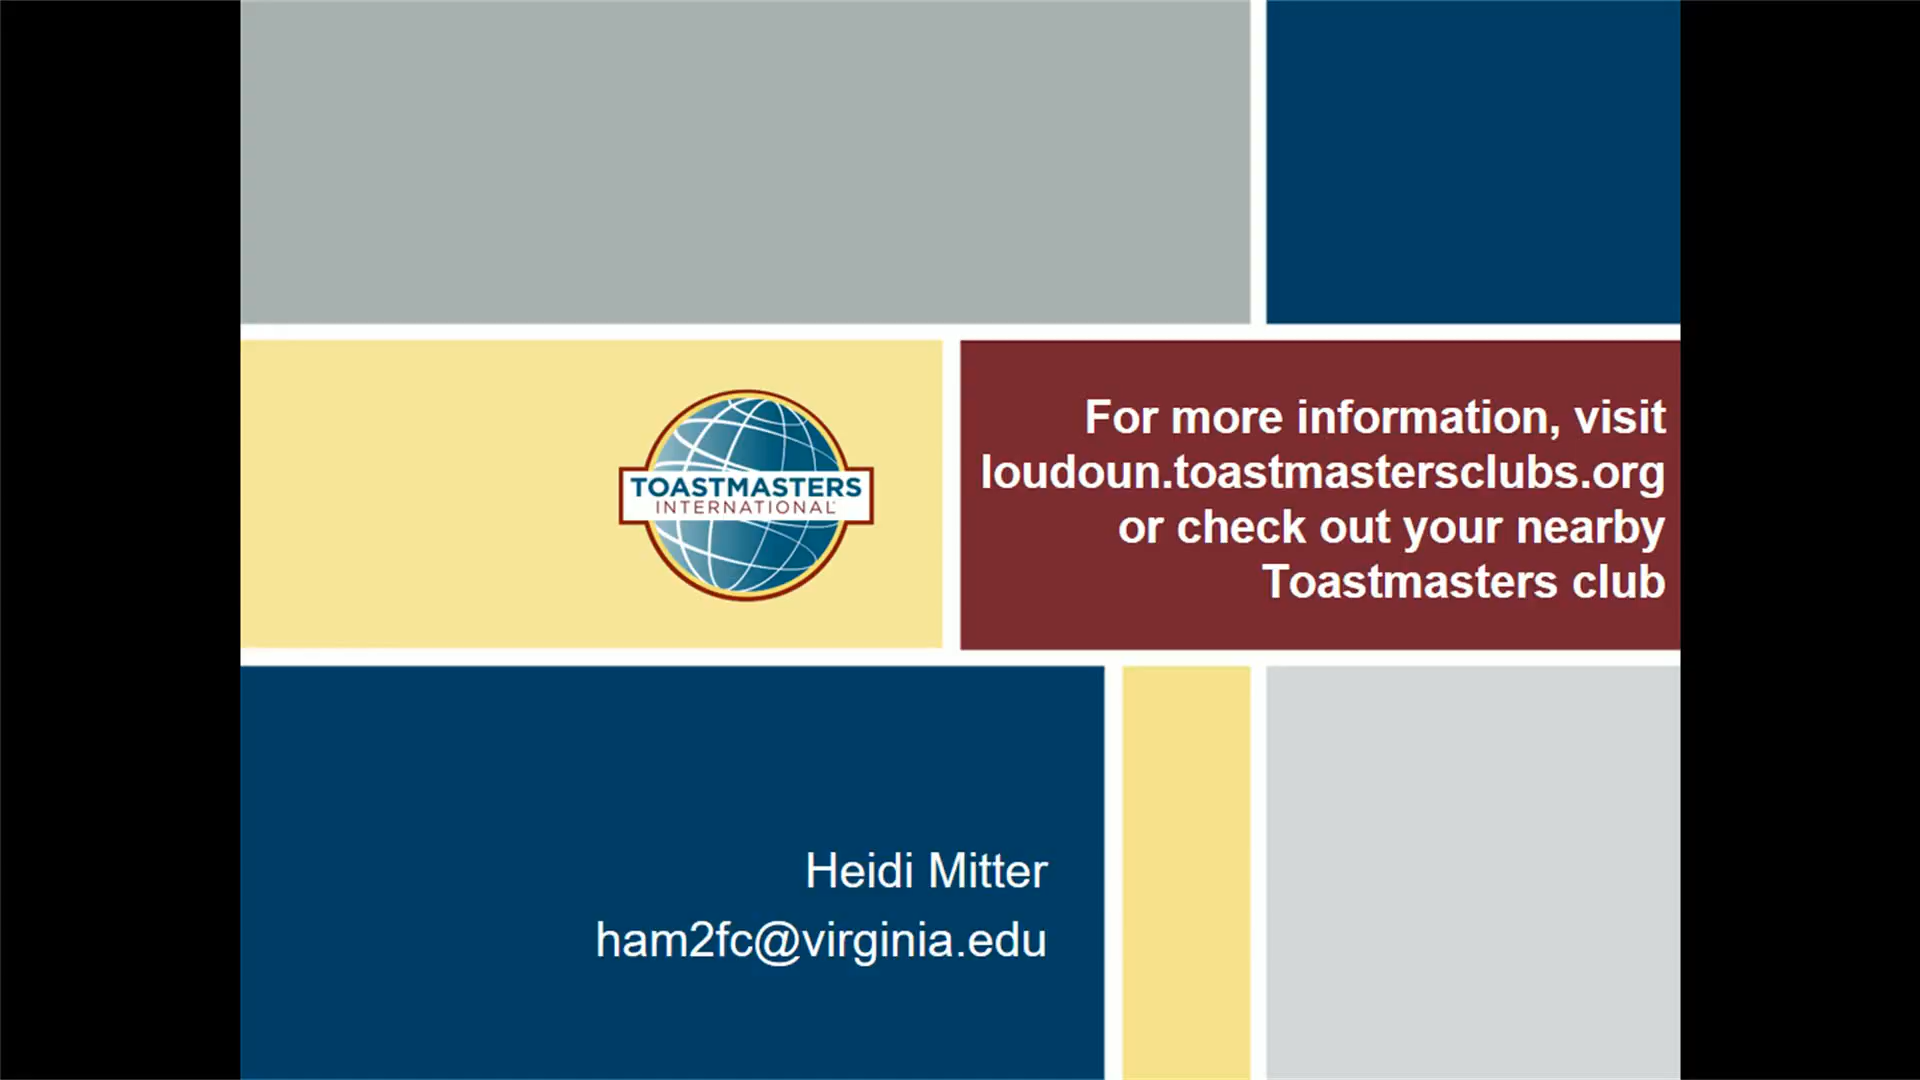 TOASTMASTERS
INTERNATIONAL
For more information, visit
loudoun.toastmastersclubs.org
or check out your nearby
Toastmasters club
Heidi Mitter
ham2fc@virginia.edu